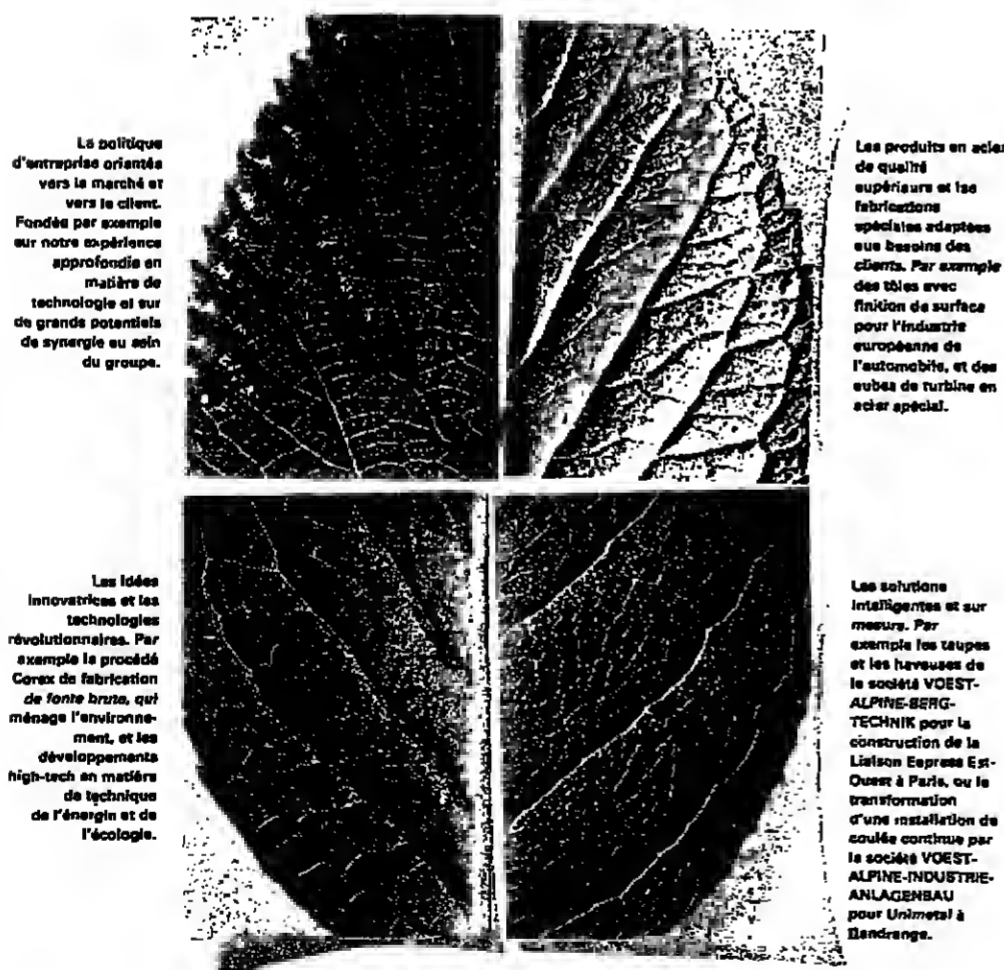 La politique
d'entreprise orientée
vers le marché et
vers le client.
Fondée par exemple
sur notre expérience
approfondie en
matière de
technologie et sur
de grands potentiels
de synergie au sein
du groupe.
Les produits en acier
de qualité
supérieure et les
fabrications
spéciales adaptées
aux besoins des
clients. Par exemple
des tôles avec
finition de surface
pour l'industrie
européenne de
l'automobile, et des
aubes de turbine en
acier spécial.
Les idées
innovatrices et les
technologies
révolutionnaires. Par
exemple le procédé
Corex de fabrication
de fonte brute, qui
ménage l'environne-
ment, et les
développements
high-tech en matière
de technique
de l'énergie et de
l'écologie.
Les solutions
intelligentes et sur
mesure. Par
exemple les taupes
et les haveuses de
la société VOEST-
ALPINE-BERG-
TECHNIK pour la
construction de la
Liaison Express Est-
Ouest à Paris, ou la
transformation
d'une installation de
coulée continue par
la société VOEST-
ALPINE-INDUSTRIE-
ANLAGENBAU
pour Unimetal à
Gandrange.